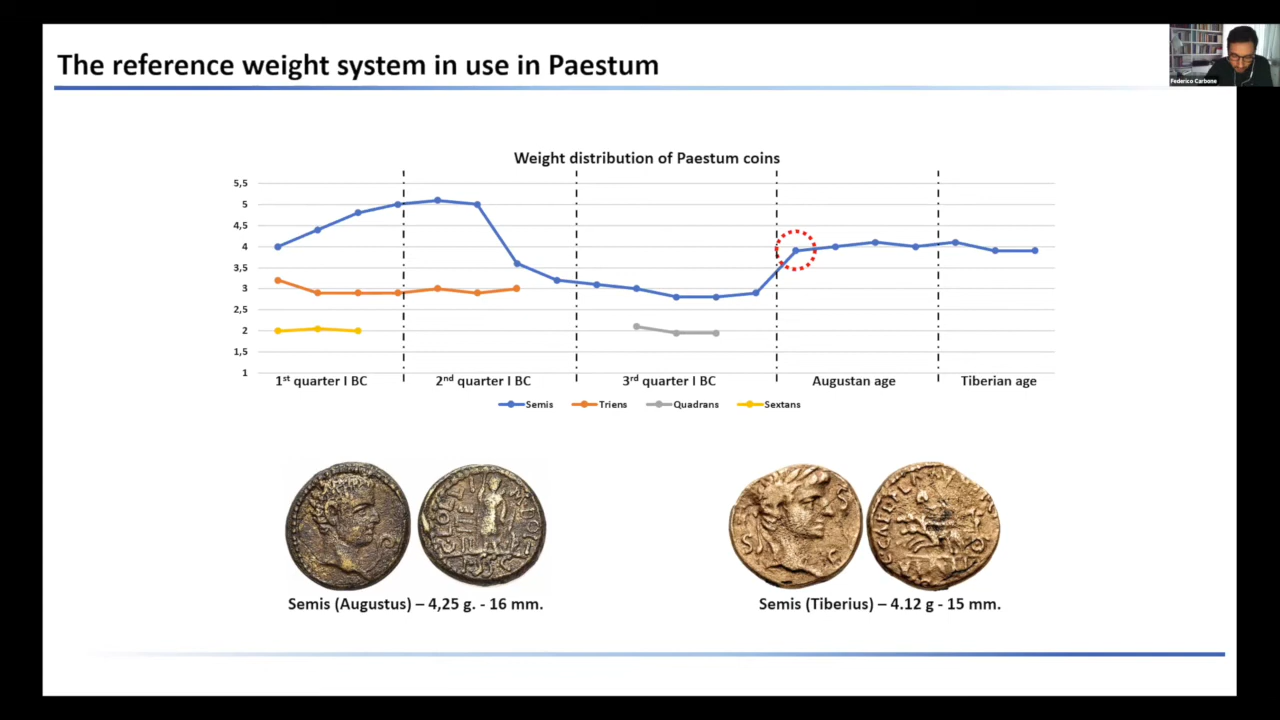 The reference weight system in use in Paestum
Federico Carbone
Weight distribution of Paestum coins
5,5
5
4,5
4
3,5
3
2,5
2
1,5
1
1st quarter I BC
2nd quarter I BC
3rd quarter I BC
Augustan age
Tiberian age
Semis
Triens
Quadrans
Sextans
Semis (Augustus) – 4,25 g. - 16 mm.
Semis (Tiberius) – 4.12 g - 15 mm.